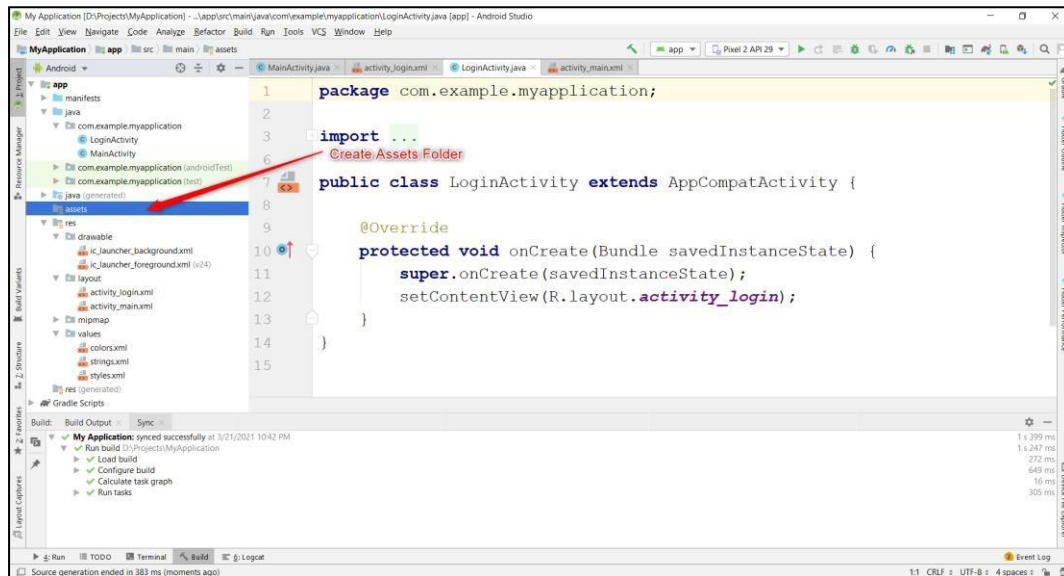 My Application [D:\Projects\MyApplication] - ...\app\src\main\java\com\example\myapplication\LoginActivity.java [app] - Android Studio
File Edit View Navigate Code Analyze Refactor Build Run Tools VCS Window Help
MyApplication app src main assets
app Pixel 2 API 29
Android
MainActivity.java activity_login.xml LoginActivity.java activity_main.xml
1: Project
Resource Manager
Build Variants
Z: Structure
2: Favorites
Layout Captures
app
manifests
java
com.example.myapplication
LoginActivity
MainActivity
com.example.myapplication (androidTest)
com.example.myapplication (test)
java (generated)
assets
res
drawable
ic_launcher_background.xml
ic_launcher_foreground.xml (v24)
layout
activity_login.xml
activity_main.xml
mipmap
values
colors.xml
strings.xml
styles.xml
res (generated)
Gradle Scripts
1 package com.example.myapplication;
2
3 import ...
Create Assets Folder
6
7 public class LoginActivity extends AppCompatActivity {
8
9 @Override
10 protected void onCreate(Bundle savedInstanceState) {
11 super.onCreate(savedInstanceState);
12 setContentView(R.layout.activity_login);
13 }
14 }
15
Build: Build Output Sync
My Application: synced successfully at 3/21/2021 10:42 PM 1 s 399 ms
Run build D:\Projects\MyApplication 1 s 247 ms
Load build 272 ms
Configure build 649 ms
Calculate task graph 16 ms
Run tasks 305 ms
4: Run TODO Terminal Build 6: Logcat Event Log
Source generation ended in 383 ms (moments ago) 1:1 CRLF UTF-8 4 spaces